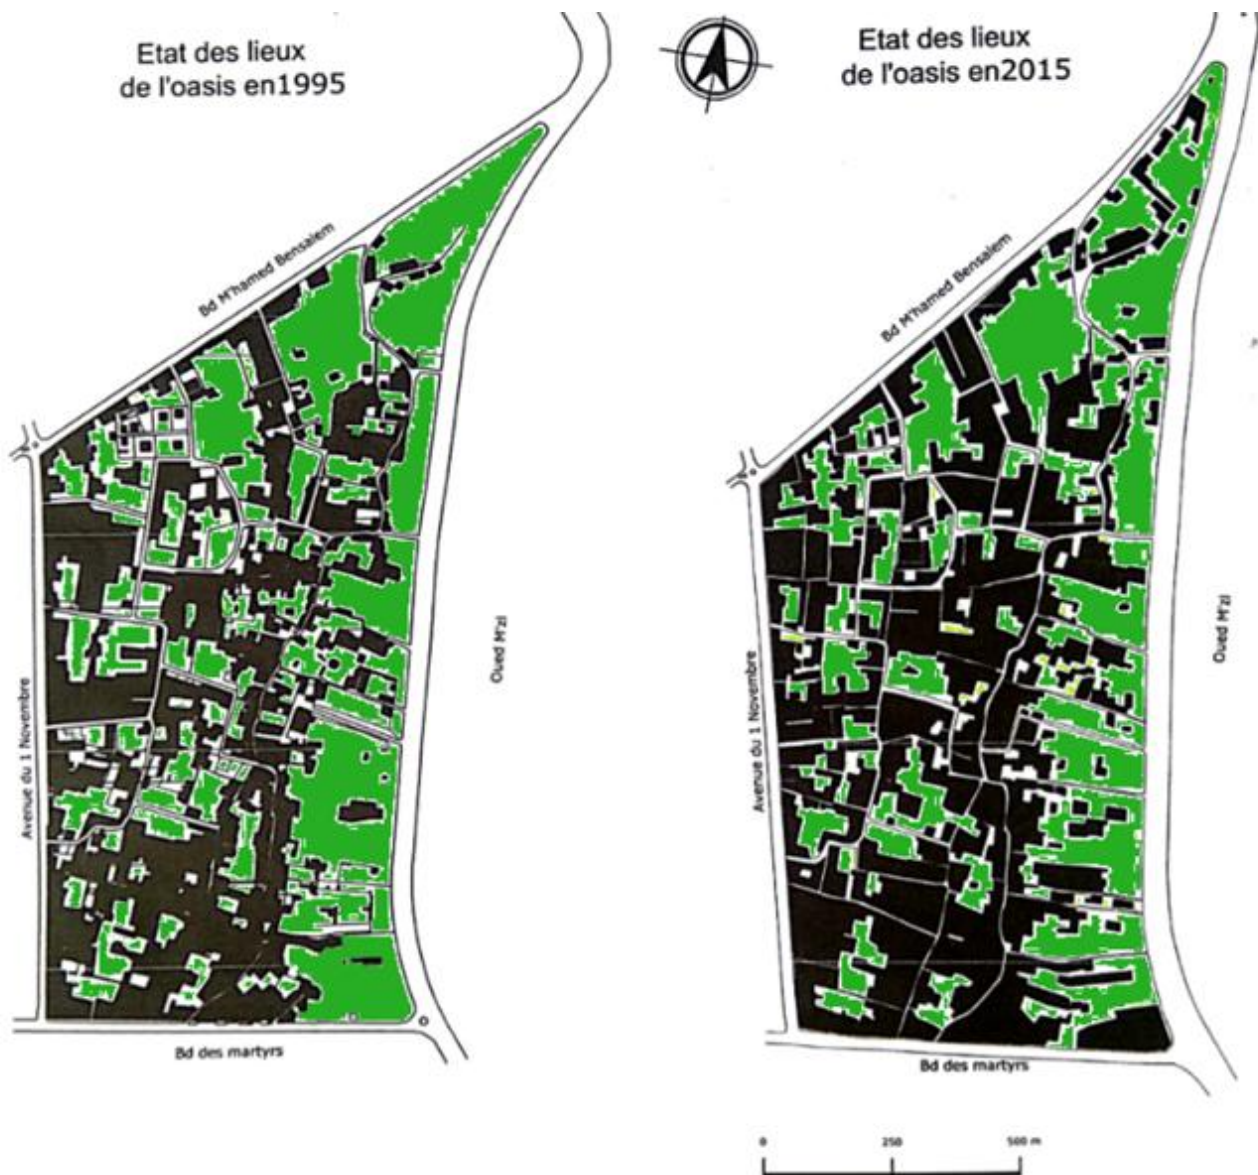 Etat des lieux
de l'oasis en1995
Etat des lieux
de l'oasis en2015
Bd M'hamed Bensalem
Bd M'hamed Bensalem
Oued M'zi
Oued M'zi
Avenue du 1 Novembre
Avenue du 1 Novembre
Bd des martyrs
Bd des martyrs
0 250 500 m